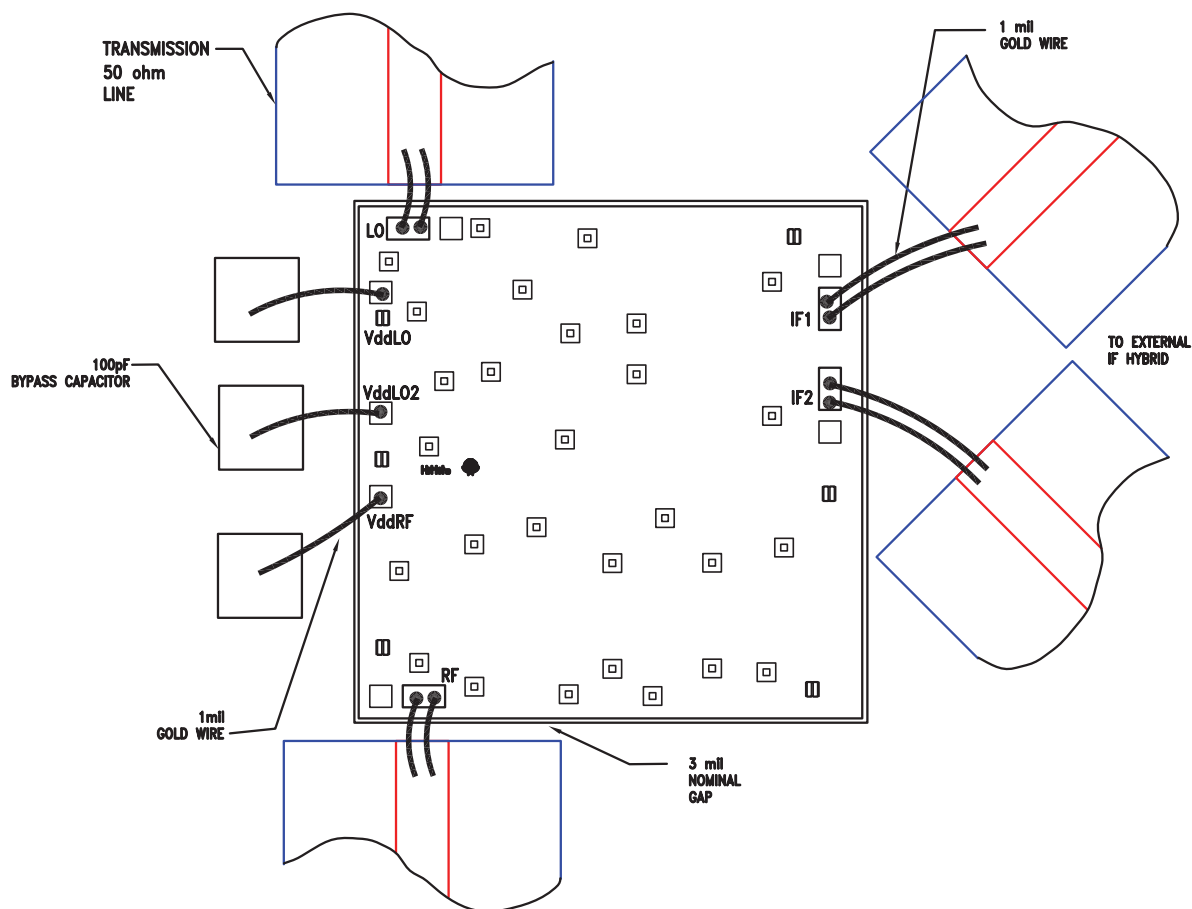 TRANSMISSION
50 ohm
LINE
1 mil
GOLD WIRE
LO
VddLO
IF1
TO EXTERNAL
IF HYBRID
100pF
BYPASS CAPACITOR
VddLO2
IF2
VddRF
RF
1mil
GOLD WIRE
3 mil
NOMINAL
GAP